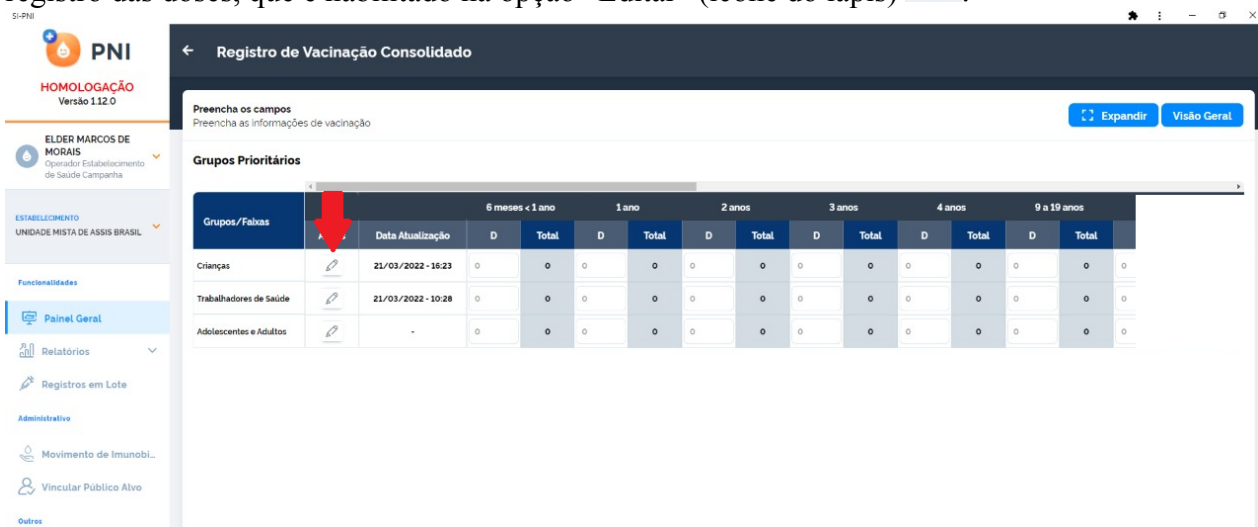 registro das doses, que é habilitado na opção "Editar" (ícone do lápis) .
SI-PNI
PNI
HOMOLOGAÇÃO
Versão 1.12.0
ELDER MARCOS DE
MORAIS
Operador Estabelecimento
de Saúde Campanha
ESTABELECIMENTO
UNIDADE MISTA DE ASSIS BRASIL
Funcionalidades
Painel Geral
Relatórios
Registros em Lote
Administrativo
Movimento de Imunobi...
Vincular Público Alvo
Outros
Registro de Vacinação Consolidado
Preencha os campos
Preencha as informações de vacinação
Expandir Visão Geral
Grupos Prioritários
Grupos/Faixas 6 meses < 1 ano 1 ano 2 anos 3 anos 4 anos 9 a 19 anos
Data Atualização D Total D Total D Total D Total D Total D Total
Crianças 21/03/2022 - 16:23 0 0 0 0 0 0 0 0 0 0 0 0 0
Trabalhadores de Saúde 21/03/2022 - 10:28 0 0 0 0 0 0 0 0 0 0 0 0 0
Adolescentes e Adultos - 0 0 0 0 0 0 0 0 0 0 0 0 0